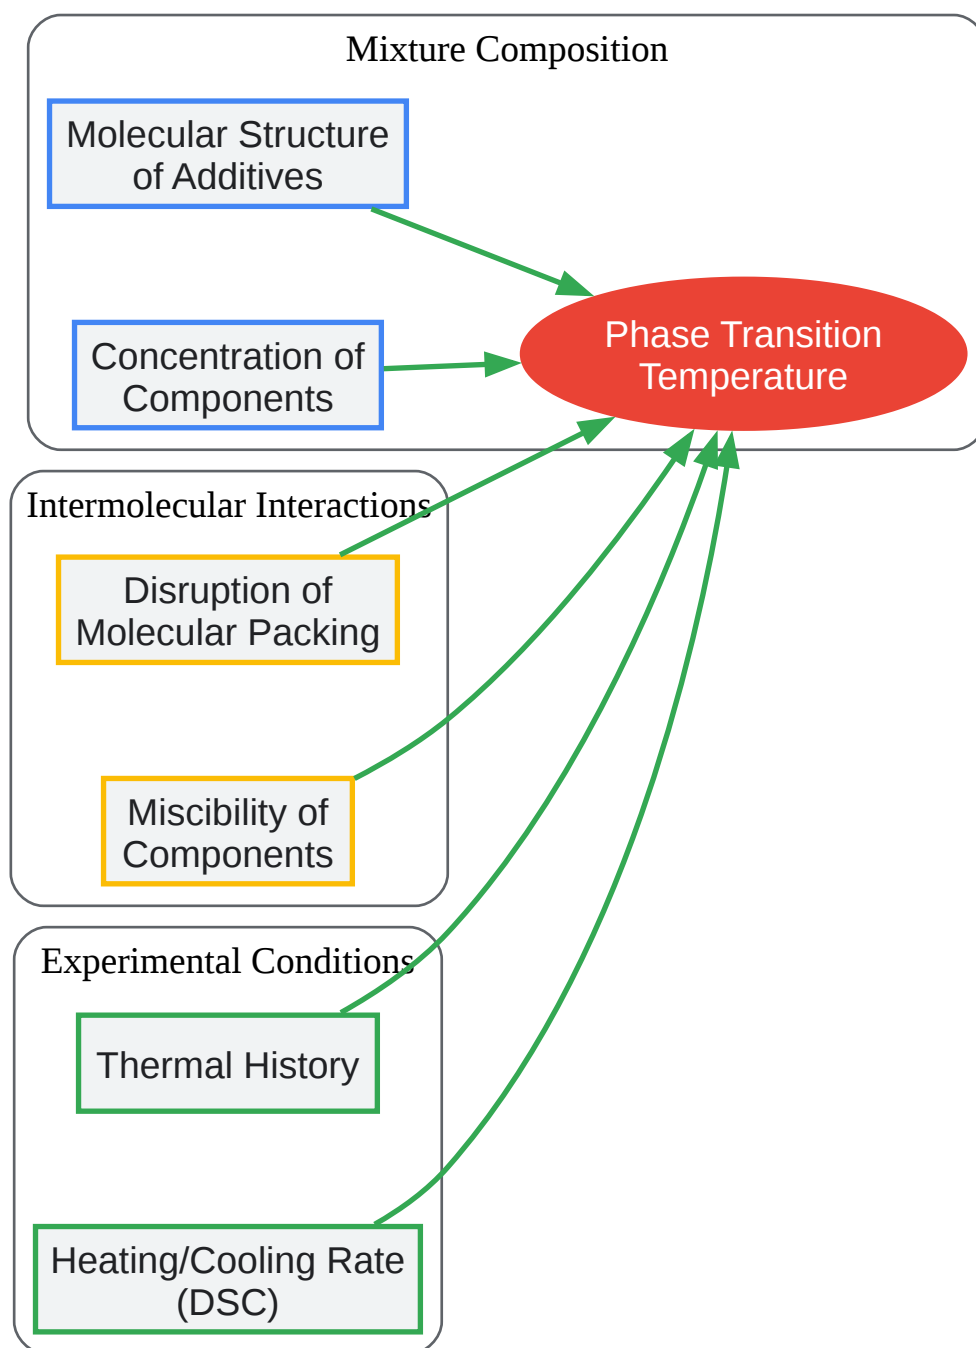 Mixture Composition
Molecular Structure
of Additives
Concentration of
Components
Phase Transition
Temperature
Intermolecular Interactions
Disruption of
Molecular Packing
Miscibility of
Components
Experimental Conditions
Thermal History
Heating/Cooling Rate
(DSC)